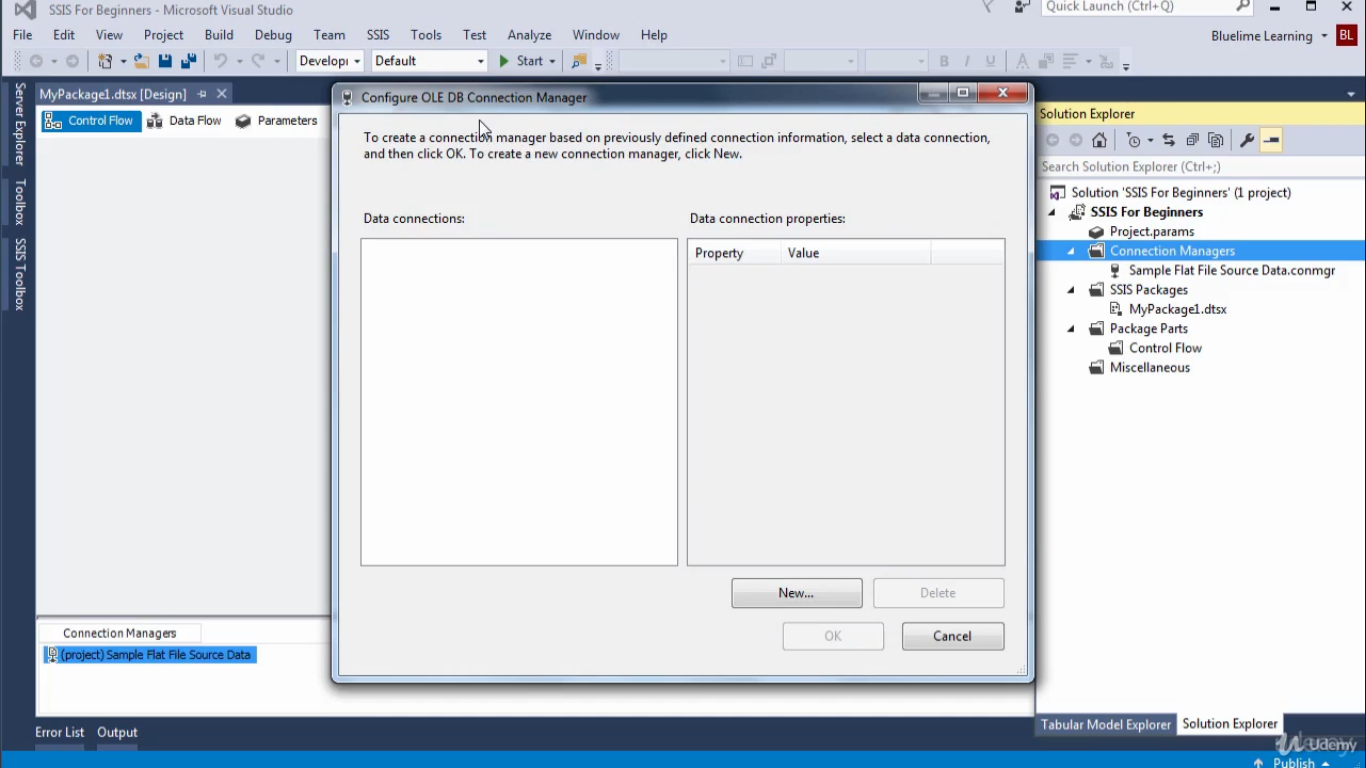 SSIS For Beginners - Microsoft Visual Studio
Quick Launch (Ctrl+Q)
File Edit View Project Build Debug Team SSIS Tools Test Analyze Window Help
Bluelime Learning BL
Developi Default Start
Server Explorer
Toolbox
SSIS Toolbox
MyPackage1.dtsx [Design]
Control Flow Data Flow Parameters
Configure OLE DB Connection Manager
To create a connection manager based on previously defined connection information, select a data connection,
and then click OK. To create a new connection manager, click New.
Data connections:
Data connection properties:
Property Value
New... Delete
OK Cancel
Connection Managers
(project) Sample Flat File Source Data
Error List Output
Solution Explorer
Search Solution Explorer (Ctrl+;)
Solution 'SSIS For Beginners' (1 project)
SSIS For Beginners
Project.params
Connection Managers
Sample Flat File Source Data.conmgr
SSIS Packages
MyPackage1.dtsx
Package Parts
Control Flow
Miscellaneous
Tabular Model Explorer Solution Explorer
Udemy
Publish